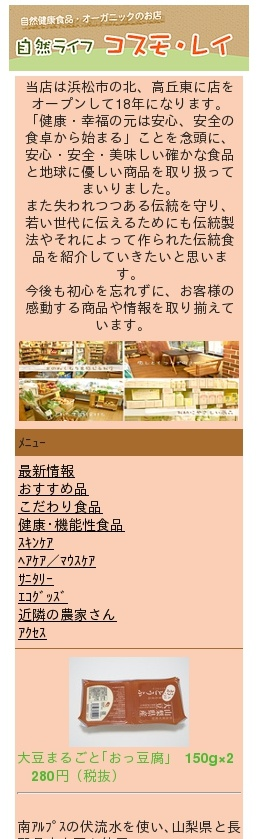 自然健康食品・オーガニックのお店
自然ライフ コスモ・レイ
当店は浜松市の北、高丘東に店を
オープンして18年になります。
「健康・幸福の元は安心、安全の
食卓から始まる」ことを念頭に、
安心・安全・美味しい確かな食品
と地球に優しい商品を取り扱って
まいりました。
また失われつつある伝統を守り、
若い世代に伝えるためにも伝統製
法やそれによって作られた伝統食
品を紹介していきたいと思いま
す。
今後も初心を忘れずに、お客様の
感動する商品や情報を取り揃えて
います。
ﾒﾆｭｰ
最新情報
おすすめ品
こだわり食品
健康･機能性食品
ｽｷﾝｹｱ
ﾍｱｹｱ／ﾏｳｽｹｱ
ｻﾆﾀﾘｰ
ｴｺｸﾞｯｽﾞ
近隣の農家さん
ｱｸｾｽ
大豆まるごと｢おっ豆腐」 150g×2
280円（税抜）
南ｱﾙﾌﾟｽの伏流水を使い､山梨県と長